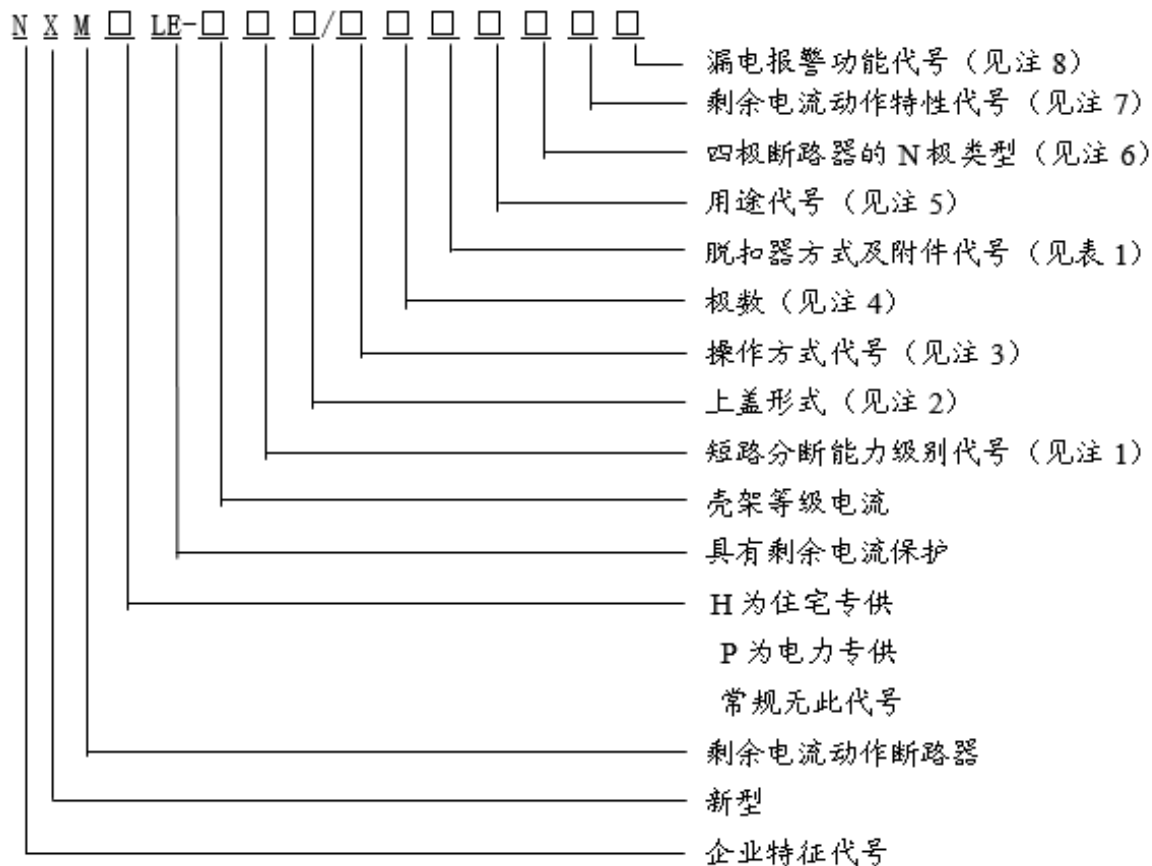 N X M □ LE-□ □ □/□ □ □ □ □ □ □
漏电报警功能代号（见注 8）
剩余电流动作特性代号（见注 7）
四极断路器的 N 极类型（见注 6）
用途代号（见注 5）
脱扣器方式及附件代号（见表 1）
极数（见注 4）
操作方式代号（见注 3）
上盖形式（见注 2）
短路分断能力级别代号（见注 1）
壳架等级电流
具有剩余电流保护
H 为住宅专供
P 为电力专供
常规无此代号
剩余电流动作断路器
新型
企业特征代号